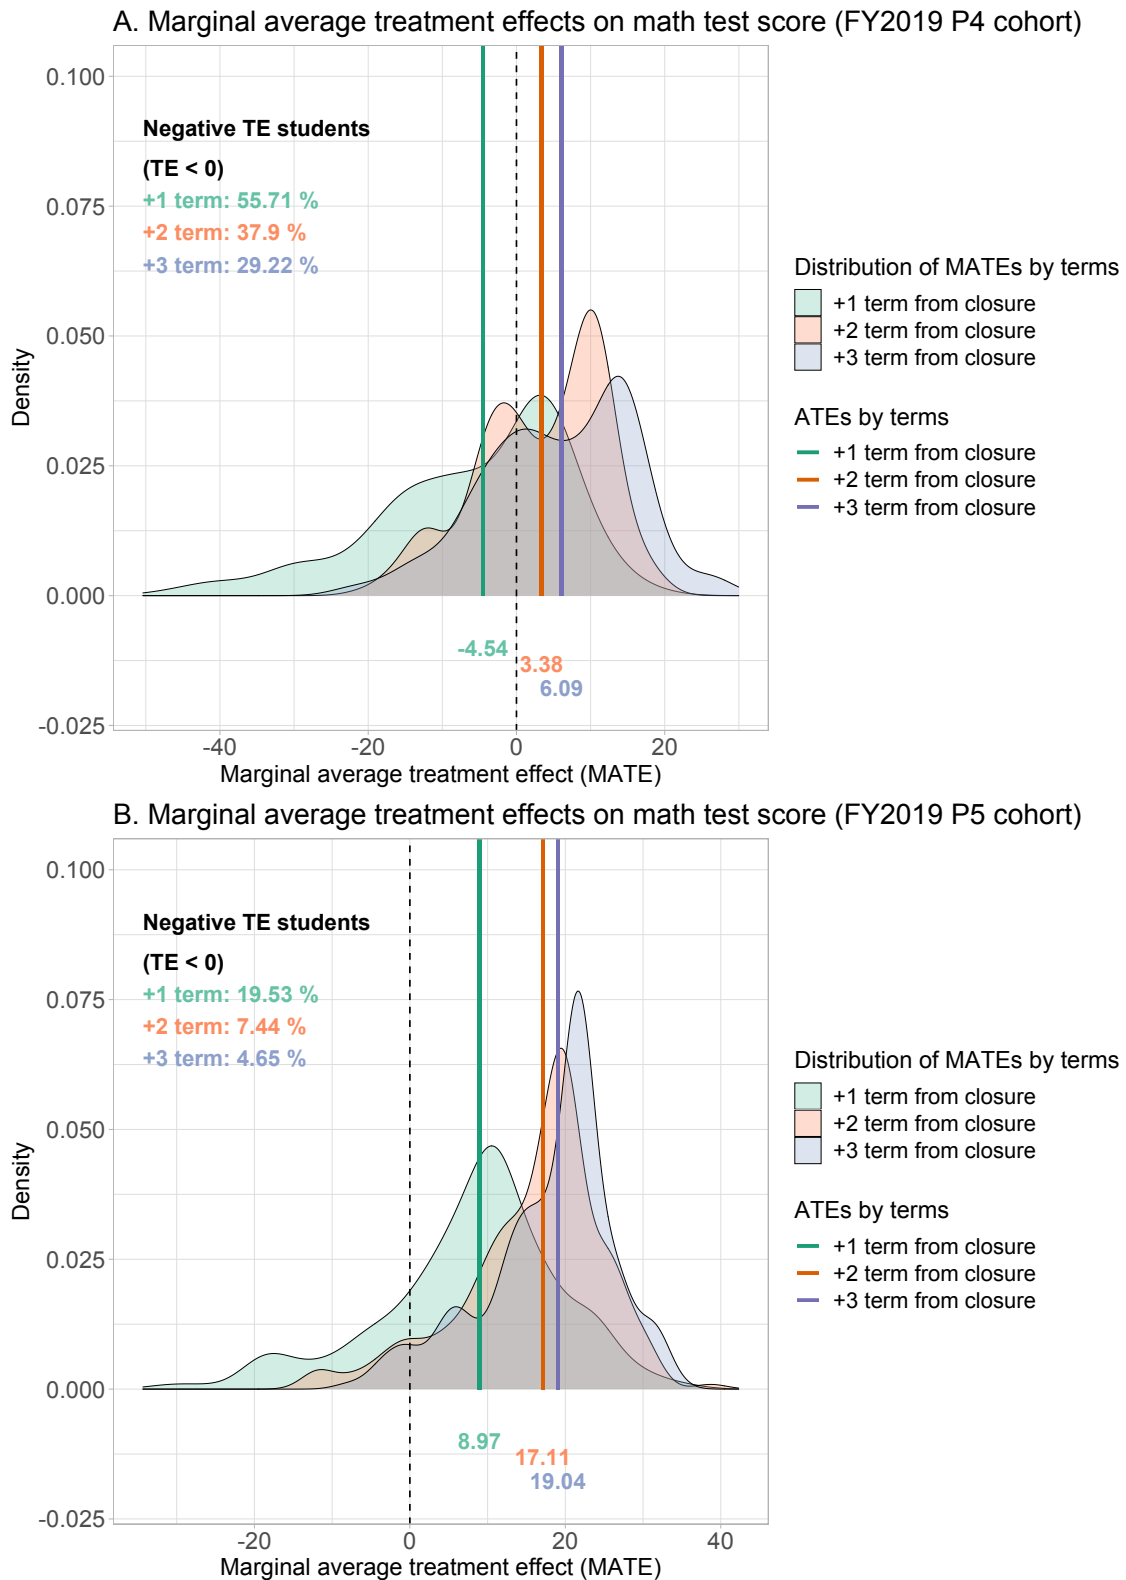 A. Marginal average treatment effects on math test score (FY2019 P4 cohort)
0.100
0.075
0.050
0.025
0.000
-0.025
Density
Negative TE students
(TE < 0)
+1 term: 55.71 %
+2 term: 37.9 %
+3 term: 29.22 %
-4.54
3.38
6.09
-40
-20
0
20
Marginal average treatment effect (MATE)
Distribution of MATEs by terms
+1 term from closure
+2 term from closure
+3 term from closure
ATEs by terms
+1 term from closure
+2 term from closure
+3 term from closure
B. Marginal average treatment effects on math test score (FY2019 P5 cohort)
0.100
0.075
0.050
0.025
0.000
-0.025
Density
Negative TE students
(TE < 0)
+1 term: 19.53 %
+2 term: 7.44 %
+3 term: 4.65 %
8.97
17.11
19.04
-20
0
20
40
Marginal average treatment effect (MATE)
Distribution of MATEs by terms
+1 term from closure
+2 term from closure
+3 term from closure
ATEs by terms
+1 term from closure
+2 term from closure
+3 term from closure